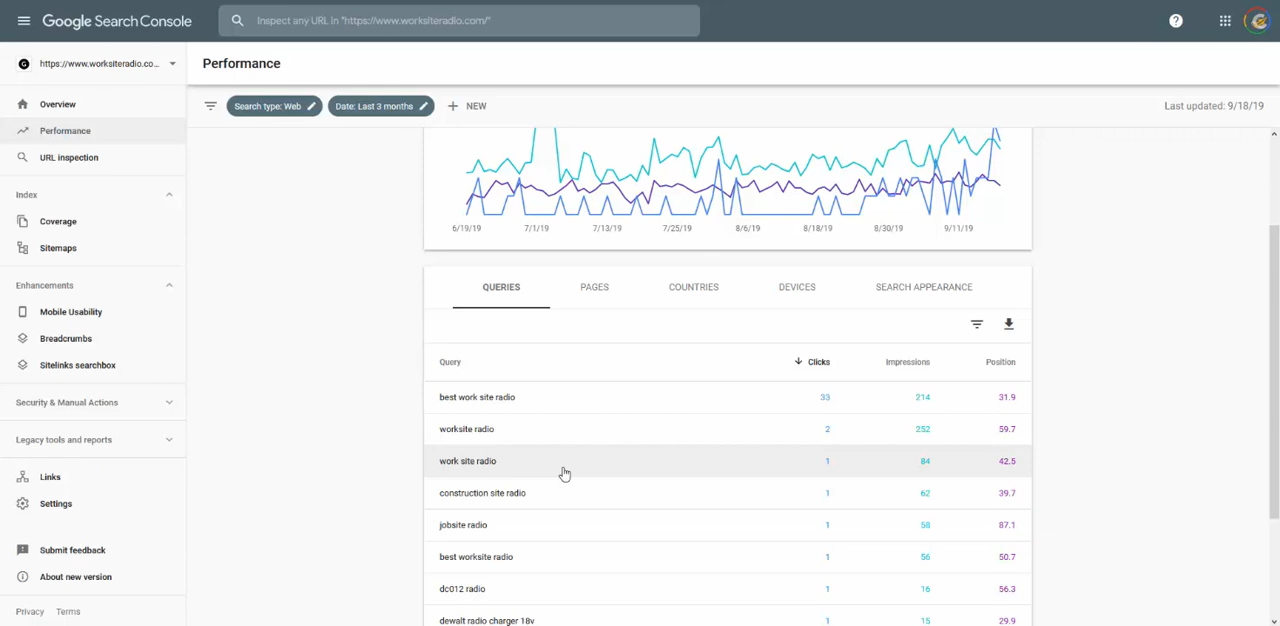 Google Search Console
Inspect any URL in "https://www.worksiteradio.com/"
https://www.worksiteradio.co...
Performance
Overview
Performance
URL inspection
Index
Coverage
Sitemaps
Enhancements
Mobile Usability
Breadcrumbs
Sitelinks searchbox
Security & Manual Actions
Legacy tools and reports
Links
Settings
Submit feedback
About new version
Privacy Terms
Search type: Web Date: Last 3 months NEW Last updated: 9/18/19
6/19/19 7/1/19 7/13/19 7/25/19 8/6/19 8/18/19 8/30/19 9/11/19
QUERIES PAGES COUNTRIES DEVICES SEARCH APPEARANCE
Query Clicks Impressions Position
best work site radio 33 214 31.9
worksite radio 2 252 59.7
work site radio 1 84 42.5
construction site radio 1 62 39.7
jobsite radio 1 58 87.1
best worksite radio 1 56 50.7
dc012 radio 1 16 56.3
dewalt radio charger 18v 1 15 29.9